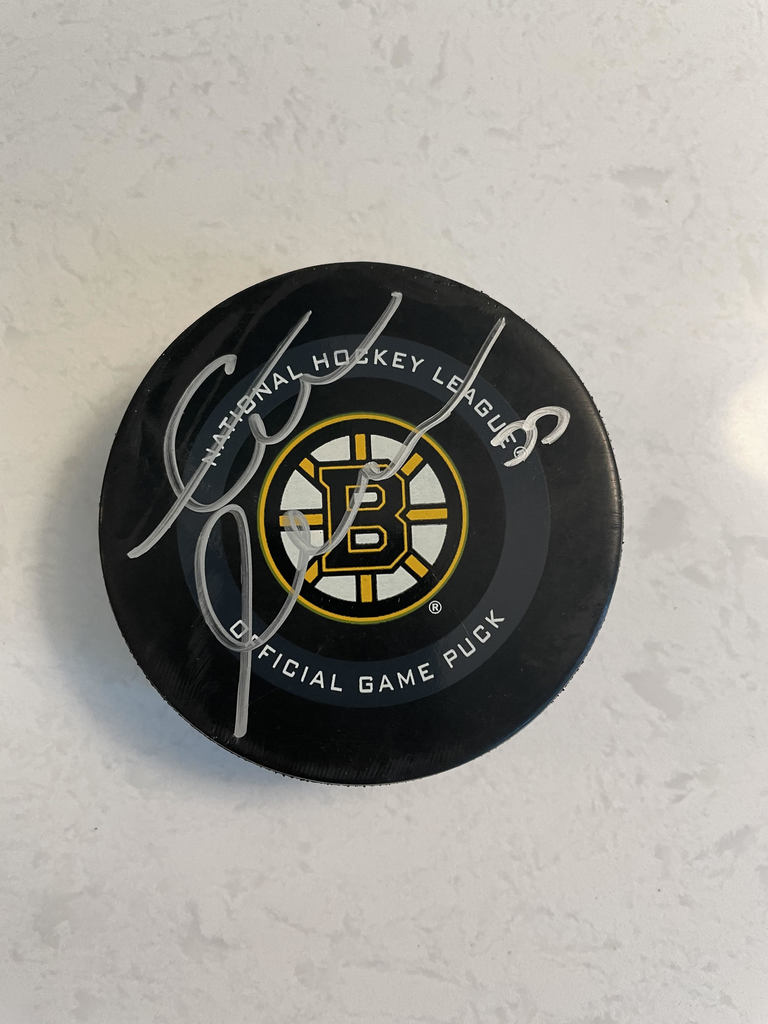 NATIONAL HOCKEY LEAGUE®
B
®
OFFICIAL GAME PUCK